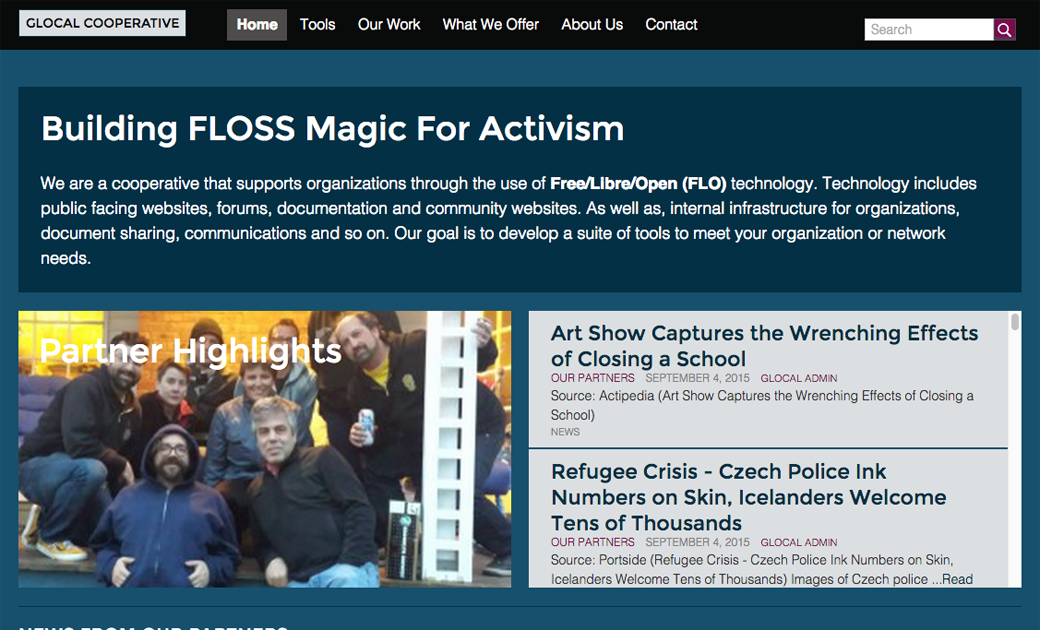 GLOCAL COOPERATIVE
Home Tools Our Work What We Offer About Us Contact
Search
Building FLOSS Magic For Activism
We are a cooperative that supports organizations through the use of Free/Libre/Open (FLO) technology. Technology includes
public facing websites, forums, documentation and community websites. As well as, internal infrastructure for organizations,
document sharing, communications and so on. Our goal is to develop a suite of tools to meet your organization or network
needs.
Partner Highlights
Art Show Captures the Wrenching Effects
of Closing a School
OUR PARTNERS SEPTEMBER 4, 2015 GLOCAL ADMIN
Source: Actipedia (Art Show Captures the Wrenching Effects of Closing a
School)
NEWS
Refugee Crisis - Czech Police Ink
Numbers on Skin, Icelanders Welcome
Tens of Thousands
OUR PARTNERS SEPTEMBER 4, 2015 GLOCAL ADMIN
Source: Portside (Refugee Crisis - Czech Police Ink Numbers on Skin,
Icelanders Welcome Tens of Thousands) Images of Czech police ...Read
NEWS FROM OUR PARTNERS